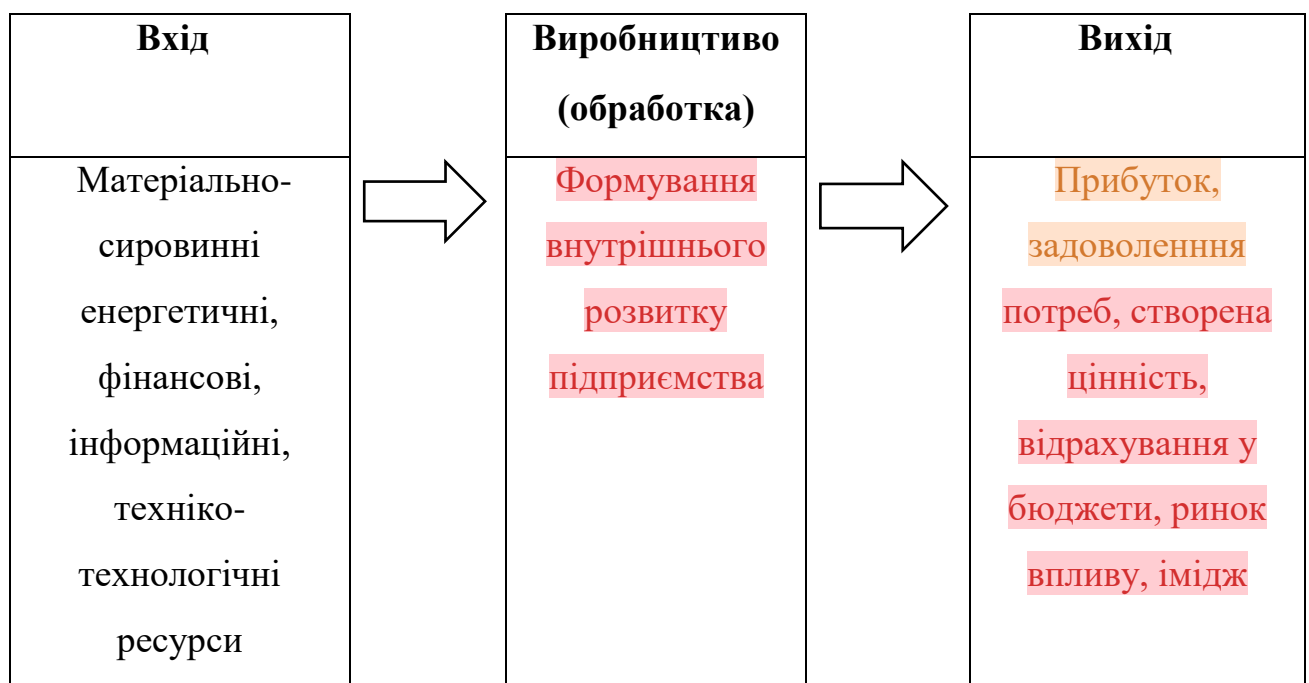 Вхід
Матеріально-
сировинні
енергетичні,
фінансові,
інформаційні,
техніко-
технологічні
ресурси
Виробництиво
(обработка)
Формування
внутрішнього
розвитку
підприємства
Вихід
Прибуток,
задоволенння
потреб, створена
цінність,
відрахування у
бюджети, ринок
впливу, імідж